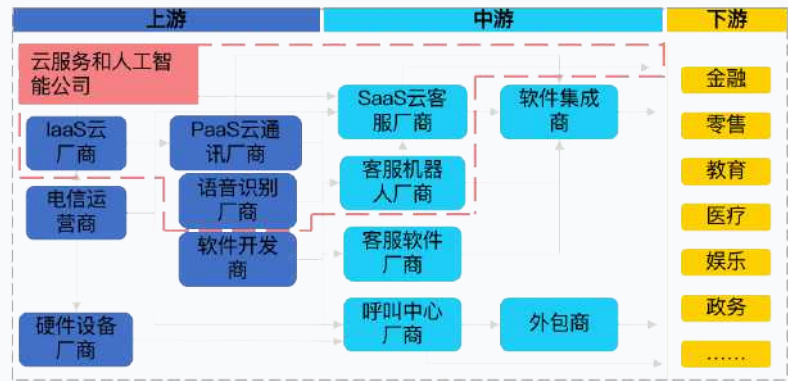 上游
中游
下游
云服务和人工智
能公司
IaaS云
厂商
PaaS云通
讯厂商
SaaS云客
服厂商
软件集成
商
金融
零售
电信运
营商
语音识别
厂商
客服机器
人厂商
教育
医疗
软件开发
商
客服软件
厂商
娱乐
硬件设备
厂商
呼叫中心
厂商
外包商
政务
……